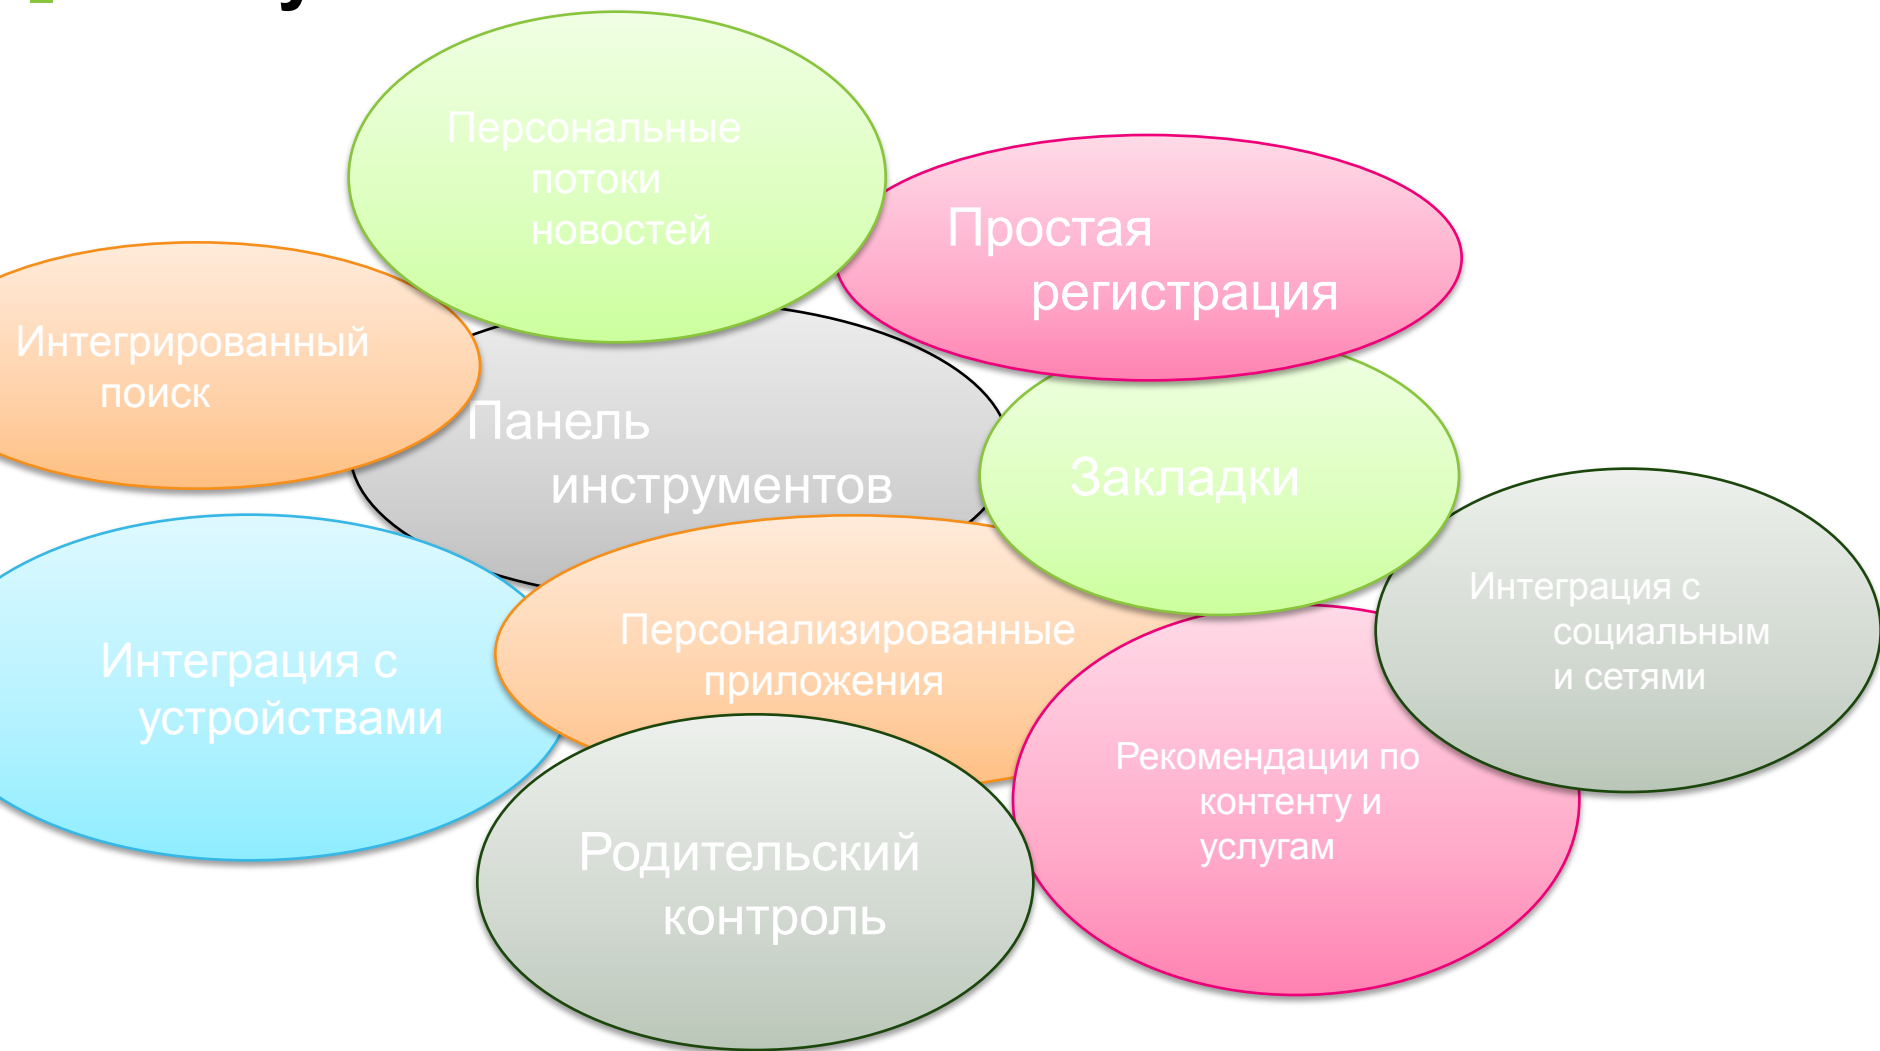 Персональные
потоки
новостей
Простая
регистрация
Интегрированный
поиск
Панель
инструментов
Закладки
Интеграция с
социальным
и сетями
Интеграция с
устройствами
Персонализированные
приложения
Рекомендации по
контенту и
услугам
Родительский
контроль